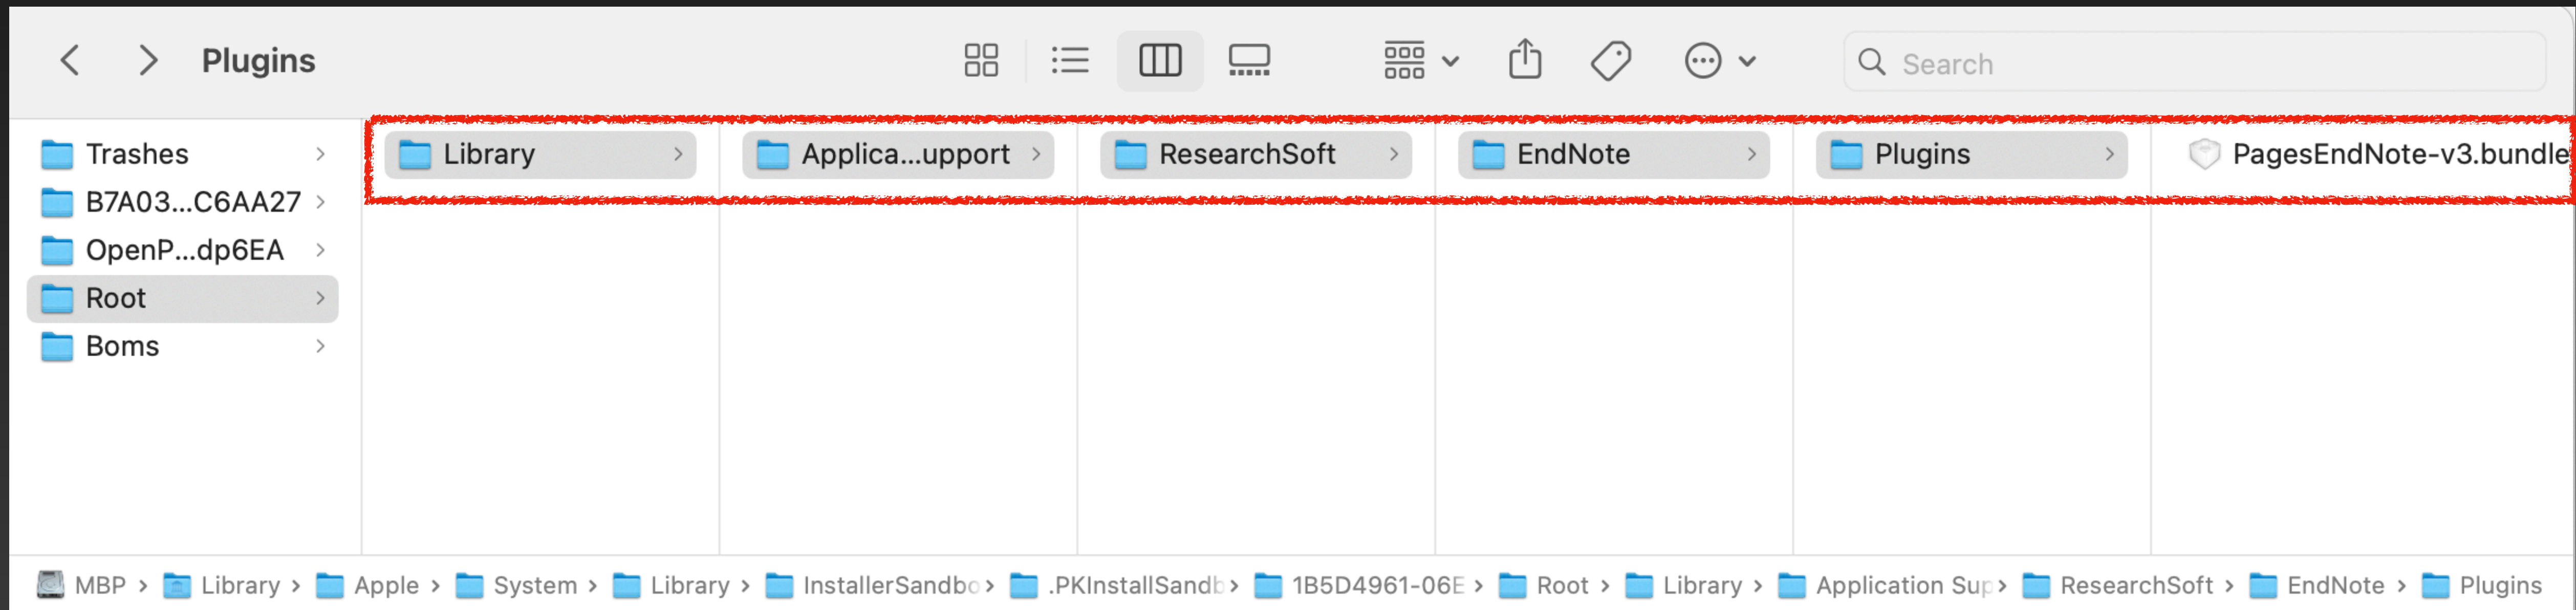 Plugins
Search
Trashes
B7A03...C6AA27
OpenP...dp6EA
Root
Boms
Library
Applica...upport
ResearchSoft
EndNote
Plugins
PagesEndNote-v3.bundle
MBP › Library › Apple › System › Library › InstallerSandbo › .PKInstallSandb › 1B5D4961-06E › Root › Library › Application Sup › ResearchSoft › EndNote › Plugins